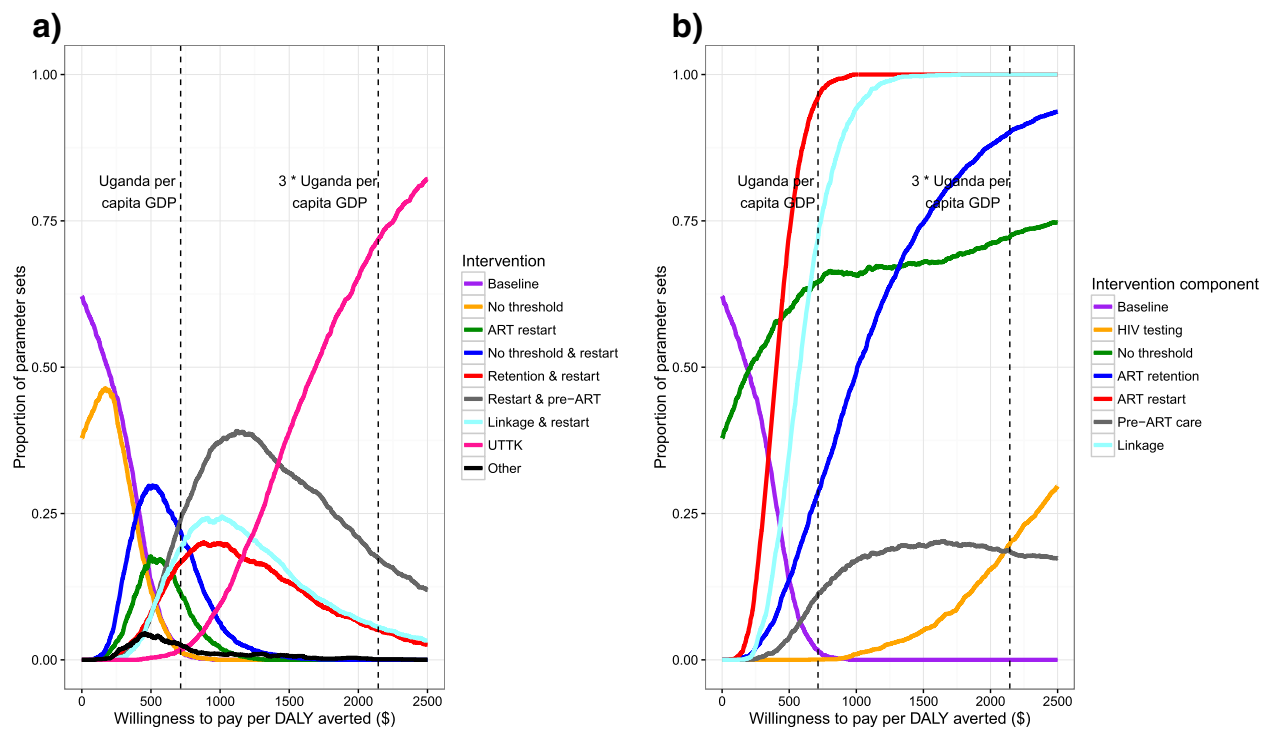 a)
1.00
0.75
0.50
0.25
0.00
Proportion of parameter sets
Uganda per
capita GDP
3 * Uganda per
capita GDP
0 500 1000 1500 2000 2500
Willingness to pay per DALY averted ($)
Intervention
Baseline
No threshold
ART restart
No threshold & restart
Retention & restart
Restart & pre−ART
Linkage & restart
UTTK
Other
b)
1.00
0.75
0.50
0.25
0.00
Proportion of parameter sets
Uganda per
capita GDP
3 * Uganda per
capita GDP
0 500 1000 1500 2000 2500
Willingness to pay per DALY averted ($)
Intervention component
Baseline
HIV testing
No threshold
ART retention
ART restart
Pre−ART care
Linkage